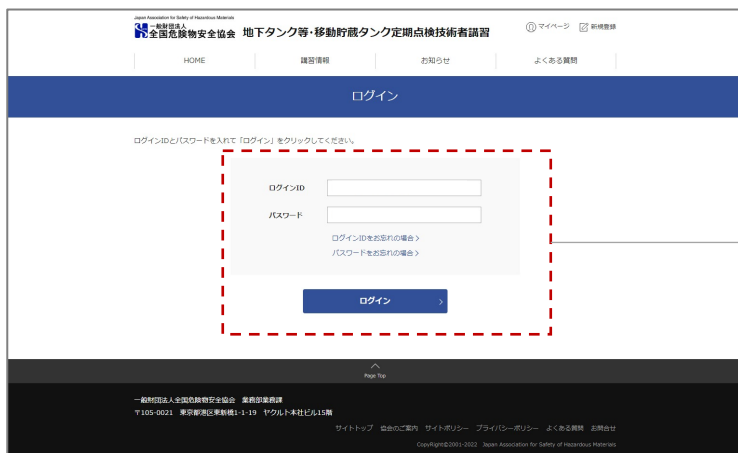 Japan Association for Safety of Hazardous Materials
一般財団法人
全国危険物安全協会 地下タンク等・移動貯蔵タンク定期点検技術者講習
マイページ 新規登録
HOME 講習情報 お知らせ よくある質問
ログイン
ログインIDとパスワードを入れて「ログイン」をクリックしてください。
ログインID
パスワード
ログインIDをお忘れの場合>
パスワードをお忘れの場合>
ログイン >
Page Top
一般財団法人全国危険物安全協会 業務部業務課
〒105-0021 東京都港区東新橋1-1-19 ヤクルト本社ビル15階
サイトトップ 協会のご案内 サイトポリシー プライバシーポリシー よくある質問 お問合せ
CopyRight©2001-2022 Japan Association for Safety of Hazardous Materials